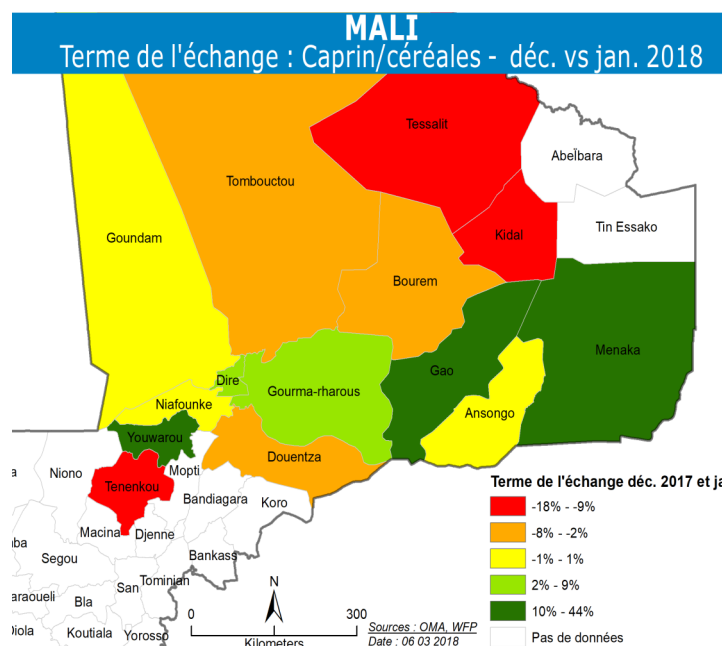 MALI
Terme de l'échange : Caprin/céréales - déc. vs jan. 2018
Tessalit
Abeïbara
Tombouctou
Tin Essako
Goundam
Kidal
Bourem
Menaka
Gao
Dire
Gourma-rharous
Niafounke
Ansongo
Youwarou
Douentza
Niono
Mopti
Tenenkou
Bandiagara
Koro
Macina
Djenne
Bankass
Segou
Tominian
San
Bla
Koutiala
Yorosso
N
0
300
Kilometers
Sources : OMA, WFP
Date : 06 03 2018
Terme de l'échange déc. 2017 et ja
-18% - -9%
-8% - -2%
-1% - 1%
2% - 9%
10% - 44%
Pas de données